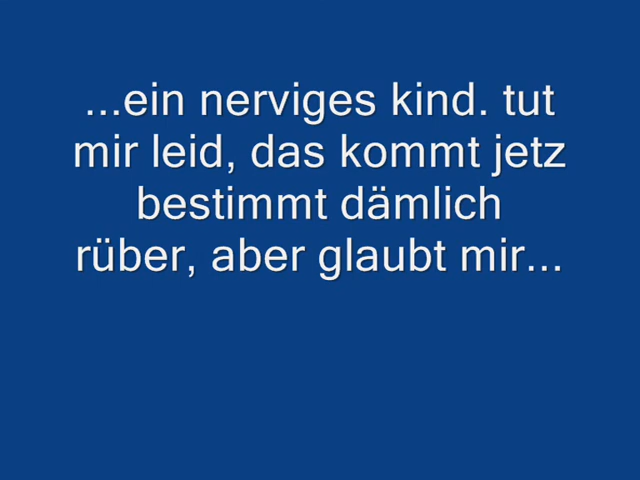 ...ein nerviges kind. tut
mir leid, das kommt jetz
bestimmt dämlich
rüber, aber glaubt mir...